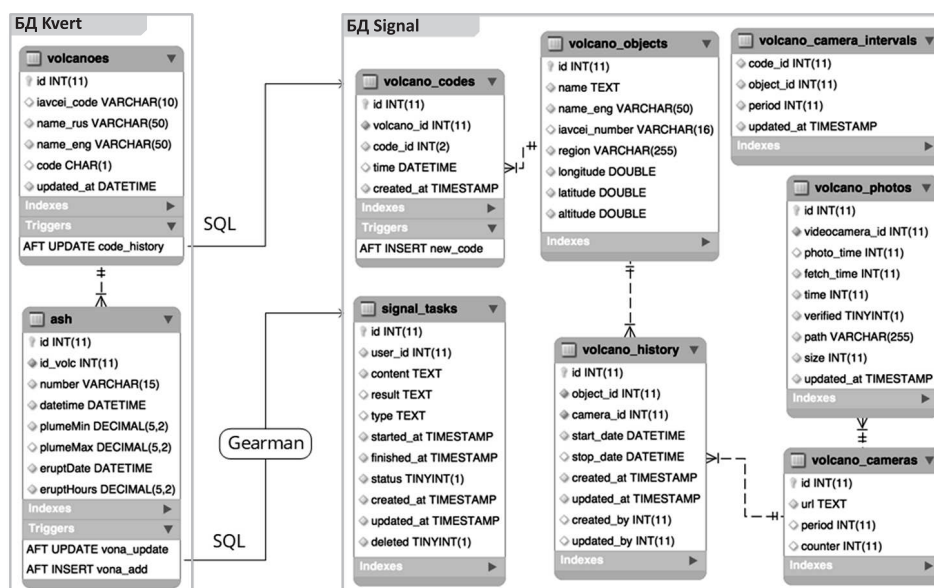 БД Kvert
volcanoes
id INT(11)
iavcei_code VARCHAR(10)
name_rus VARCHAR(50)
name_eng VARCHAR(50)
code CHAR(1)
updated_at DATETIME
Indexes
Triggers
AFT UPDATE code_history
ash
id INT(11)
id_volc INT(11)
number VARCHAR(15)
datetime DATETIME
plumeMin DECIMAL(5,2)
plumeMax DECIMAL(5,2)
eruptDate DATETIME
eruptHours DECIMAL(5,2)
Indexes
Triggers
AFT UPDATE vona_update
AFT INSERT vona_add
SQL
Gearman
SQL
БД Signal
volcano_codes
id INT(11)
volcano_id INT(11)
code_id INT(2)
time DATETIME
created_at TIMESTAMP
Indexes
Triggers
AFT INSERT new_code
signal_tasks
id INT(11)
user_id INT(11)
content TEXT
result TEXT
type TEXT
started_at TIMESTAMP
finished_at TIMESTAMP
status TINYINT(1)
created_at TIMESTAMP
updated_at TIMESTAMP
deleted TINYINT(1)
Indexes
volcano_objects
id INT(11)
name TEXT
name_eng VARCHAR(50)
iavcei_number VARCHAR(16)
region VARCHAR(255)
longitude DOUBLE
latitude DOUBLE
altitude DOUBLE
Indexes
volcano_history
id INT(11)
object_id INT(11)
camera_id INT(11)
start_date DATETIME
stop_date DATETIME
created_at TIMESTAMP
updated_at TIMESTAMP
created_by INT(11)
updated_by INT(11)
Indexes
volcano_camera_intervals
code_id INT(11)
object_id INT(11)
period INT(11)
updated_at TIMESTAMP
Indexes
volcano_photos
id INT(11)
videocamera_id INT(11)
photo_time INT(11)
fetch_time INT(11)
time INT(11)
verified TINYINT(1)
path VARCHAR(255)
size INT(11)
updated_at TIMESTAMP
Indexes
volcano_cameras
id INT(11)
url TEXT
period INT(11)
counter INT(11)
Indexes